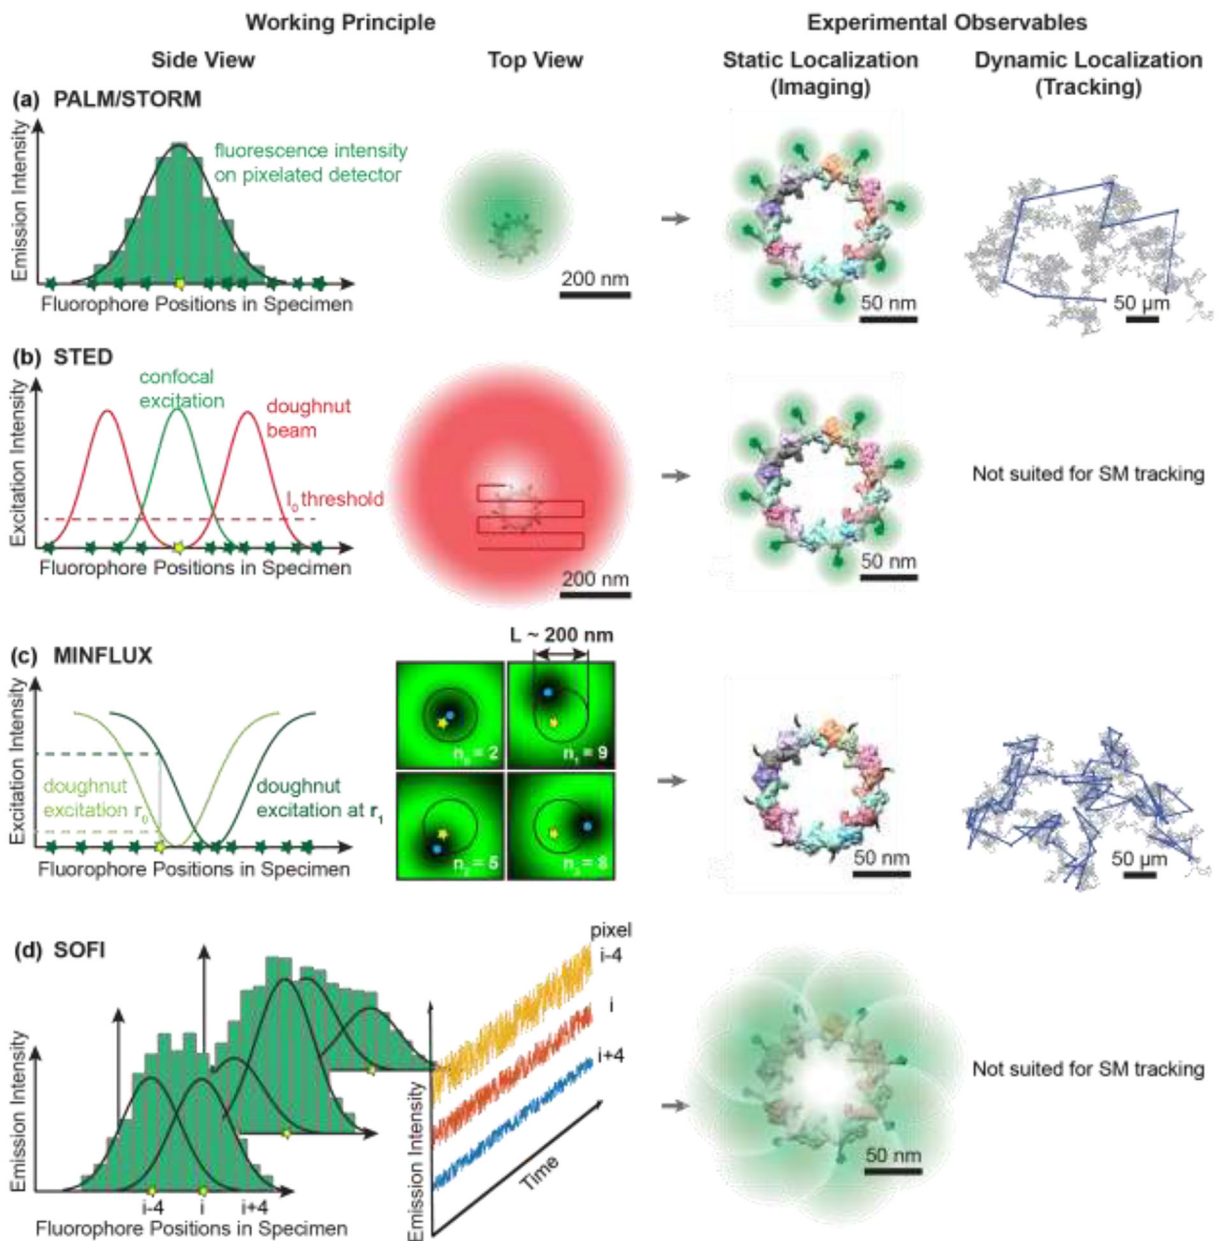 Working Principle
Experimental Observables
Side View
Top View
Static Localization
(Imaging)
Dynamic Localization
(Tracking)
(a) PALM/STORM
Emission Intensity
fluorescence intensity
on pixelated detector
Fluorophore Positions in Specimen
200 nm
50 nm
50 µm
(b) STED
Excitation Intensity
confocal
excitation
doughnut
beam
I₀ threshold
Fluorophore Positions in Specimen
200 nm
50 nm
Not suited for SM tracking
(c) MINFLUX
Excitation Intensity
doughnut
excitation r₀
doughnut
excitation at r₁
Fluorophore Positions in Specimen
L ~ 200 nm
n₀ = 2
n₁ = 9
n₂ = 5
n₃ = 8
50 nm
50 µm
(d) SOFI
Emission Intensity
i-4
i
i+4
Fluorophore Positions in Specimen
pixel
i-4
i
i+4
Emission Intensity
Time
50 nm
Not suited for SM tracking